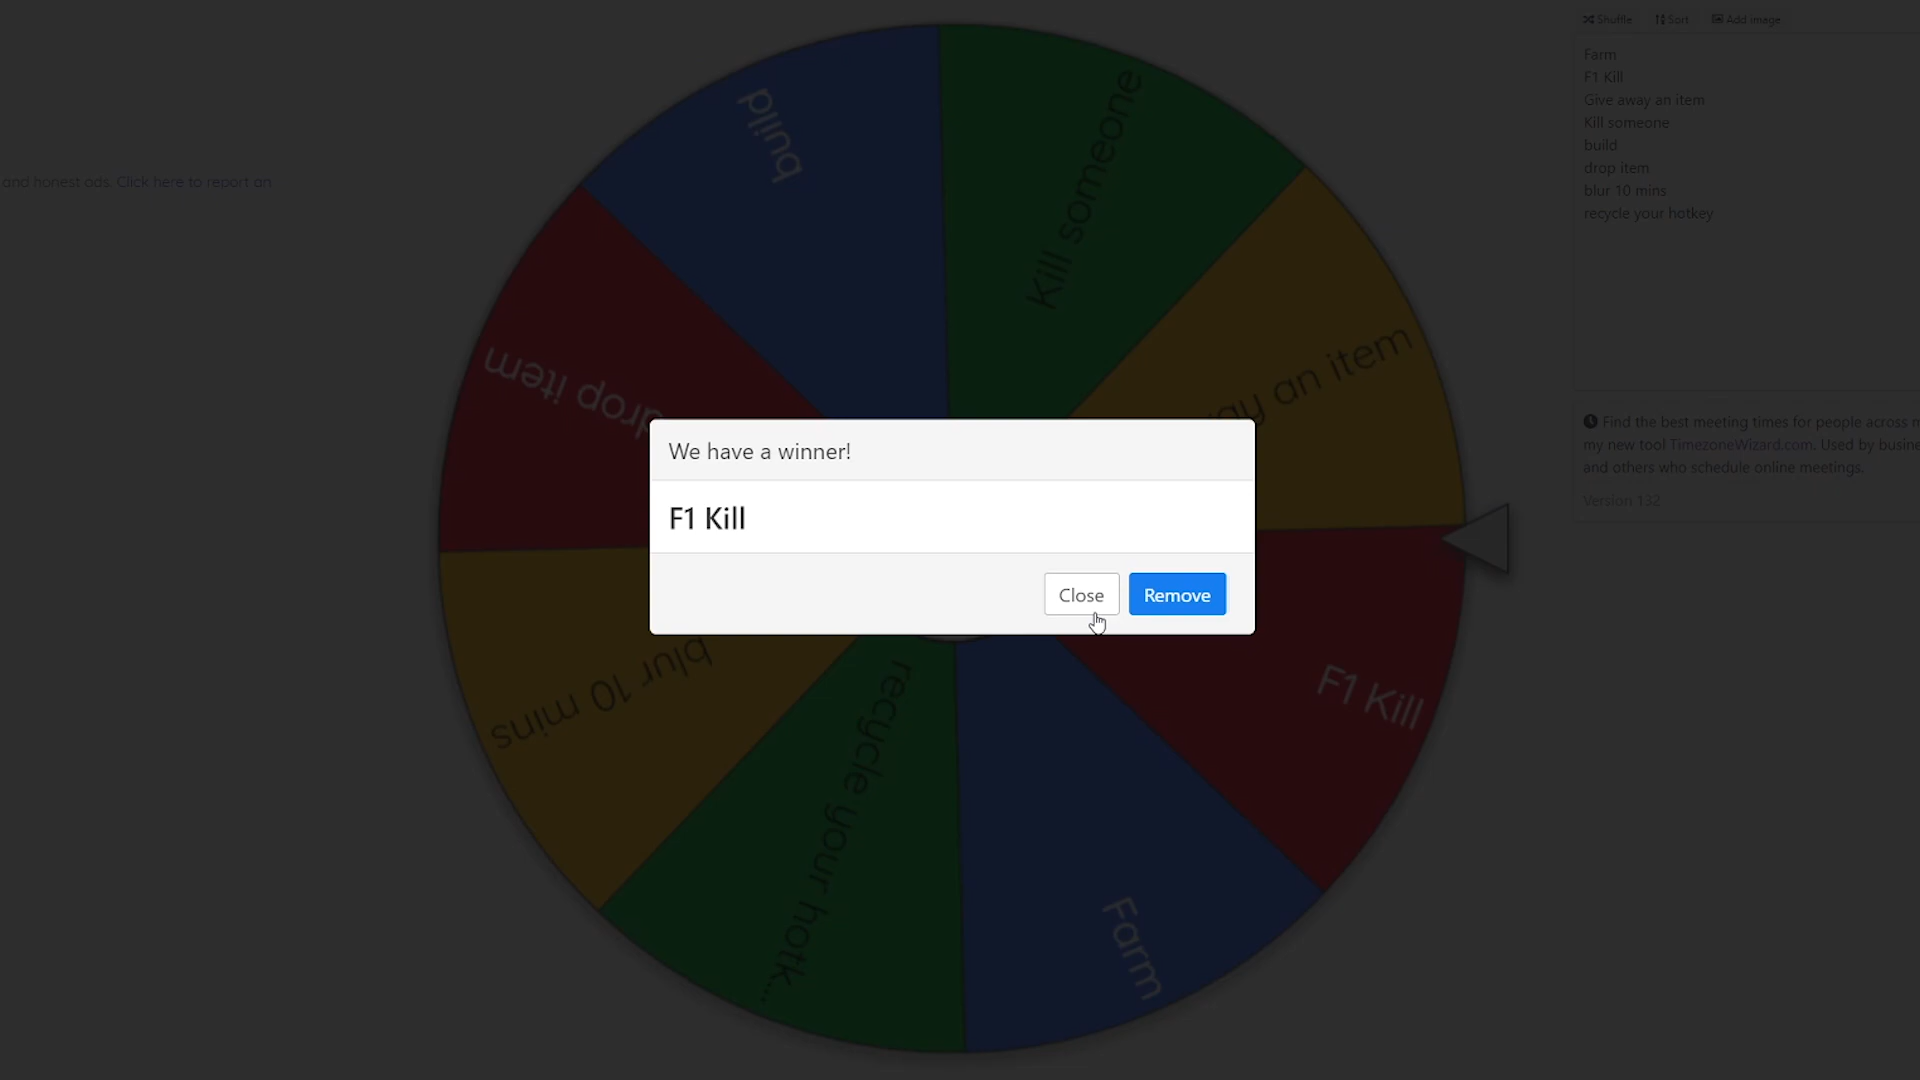 Shuffle Sort Add image
Farm
F1 Kill
Give away an item
Kill someone
build
drop item
blur 10 mins
recycle your hotkey
and honest ads. Click here to report an
build
Kill someone
drop item
ay an item
We have a winner!
F1 Kill
Close Remove
blur 10 mins
recycle your hotk...
Farm
F1 Kill
Find the best meeting times for people across
my new tool TimezoneWizard.com. Used by busine
and others who schedule online meetings.
Version 132